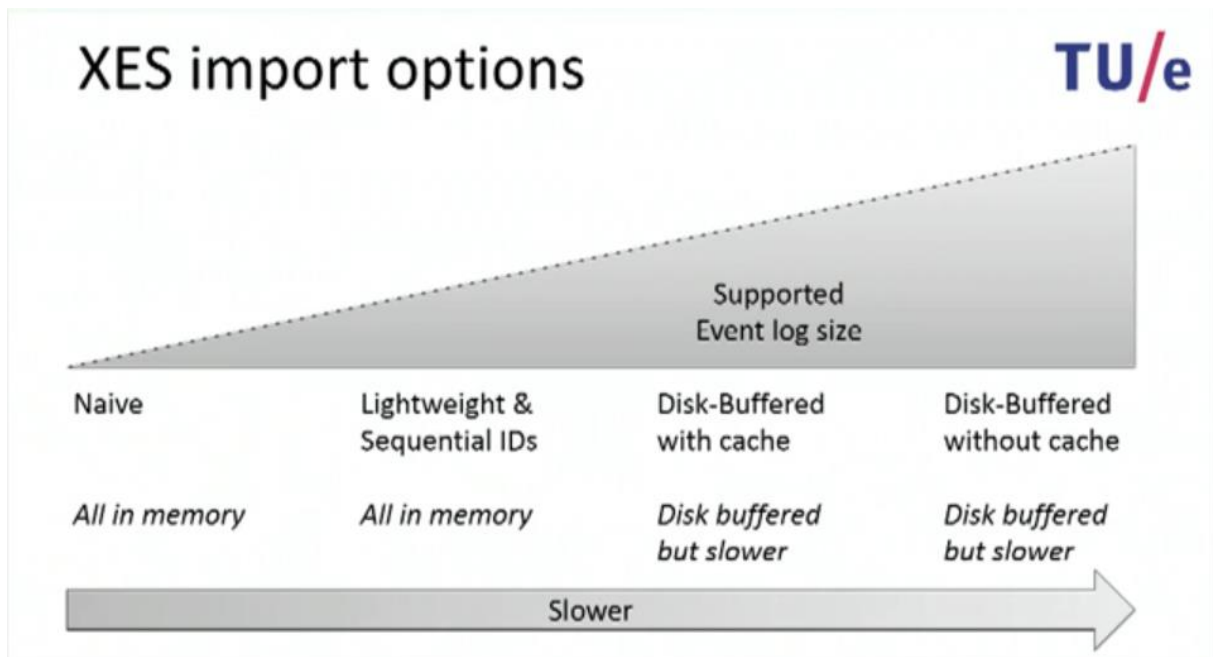 XES import options
TU/e
Supported
Event log size
Naive
Lightweight &
Sequential IDs
Disk-Buffered
with cache
Disk-Buffered
without cache
All in memory
All in memory
Disk buffered
but slower
Disk buffered
but slower
Slower